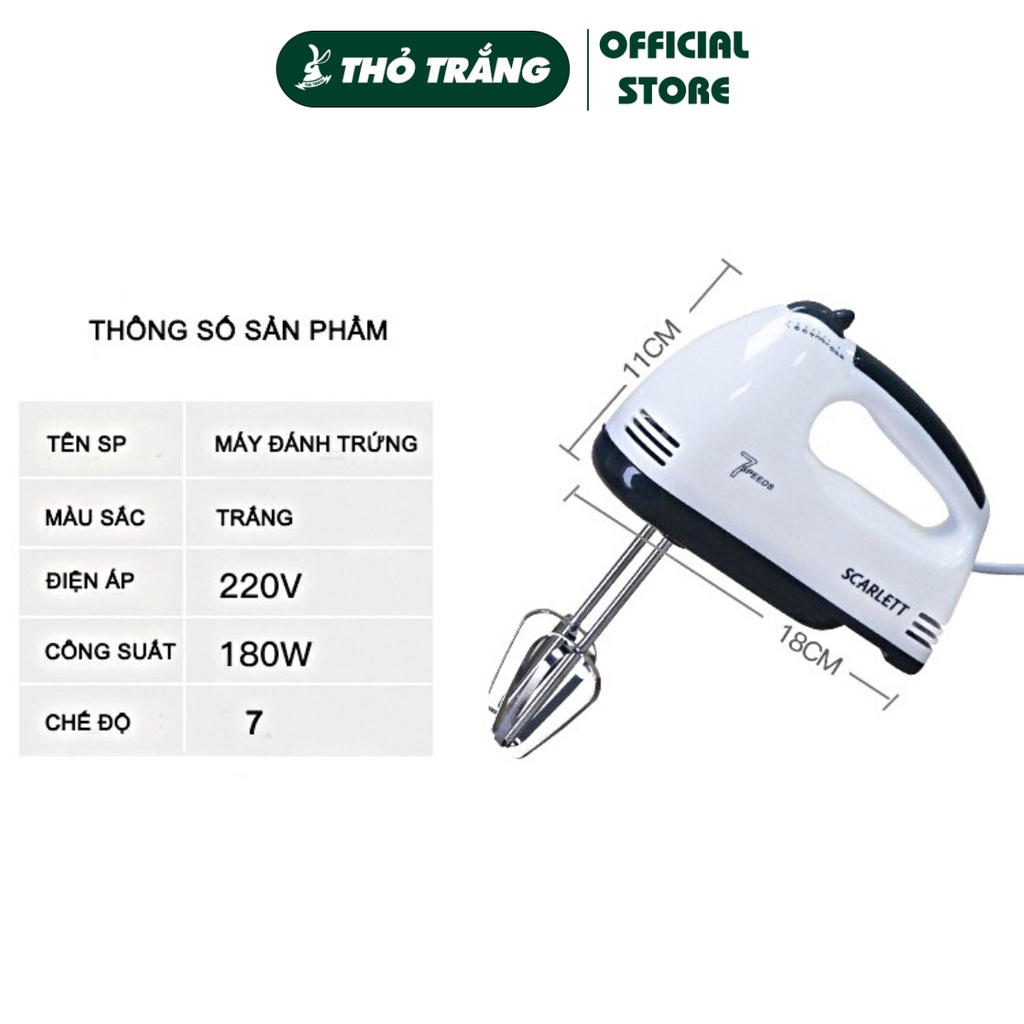 THỎ TRẮNG
OFFICIAL
STORE
THÔNG SỐ SẢN PHẨM
TÊN SP MÁY ĐÁNH TRỨNG
MÀU SẮC TRẮNG
ĐIỆN ÁP 220V
CÔNG SUẤT 180W
CHẾ ĐỘ 7
11CM
7
SPEEDS
SCARLETT
18CM